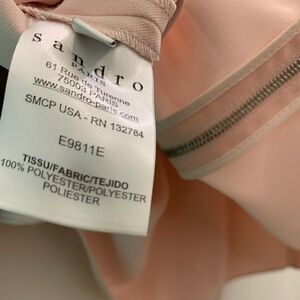 sandro
PARIS
61 Rue de Turenne
75003 PARIS
www.sandro-paris.com
SMCP USA - RN 132784
E9811E
TISSU/FABRIC/TEJIDO
100% POLYESTER/POLYESTER
POLIESTER